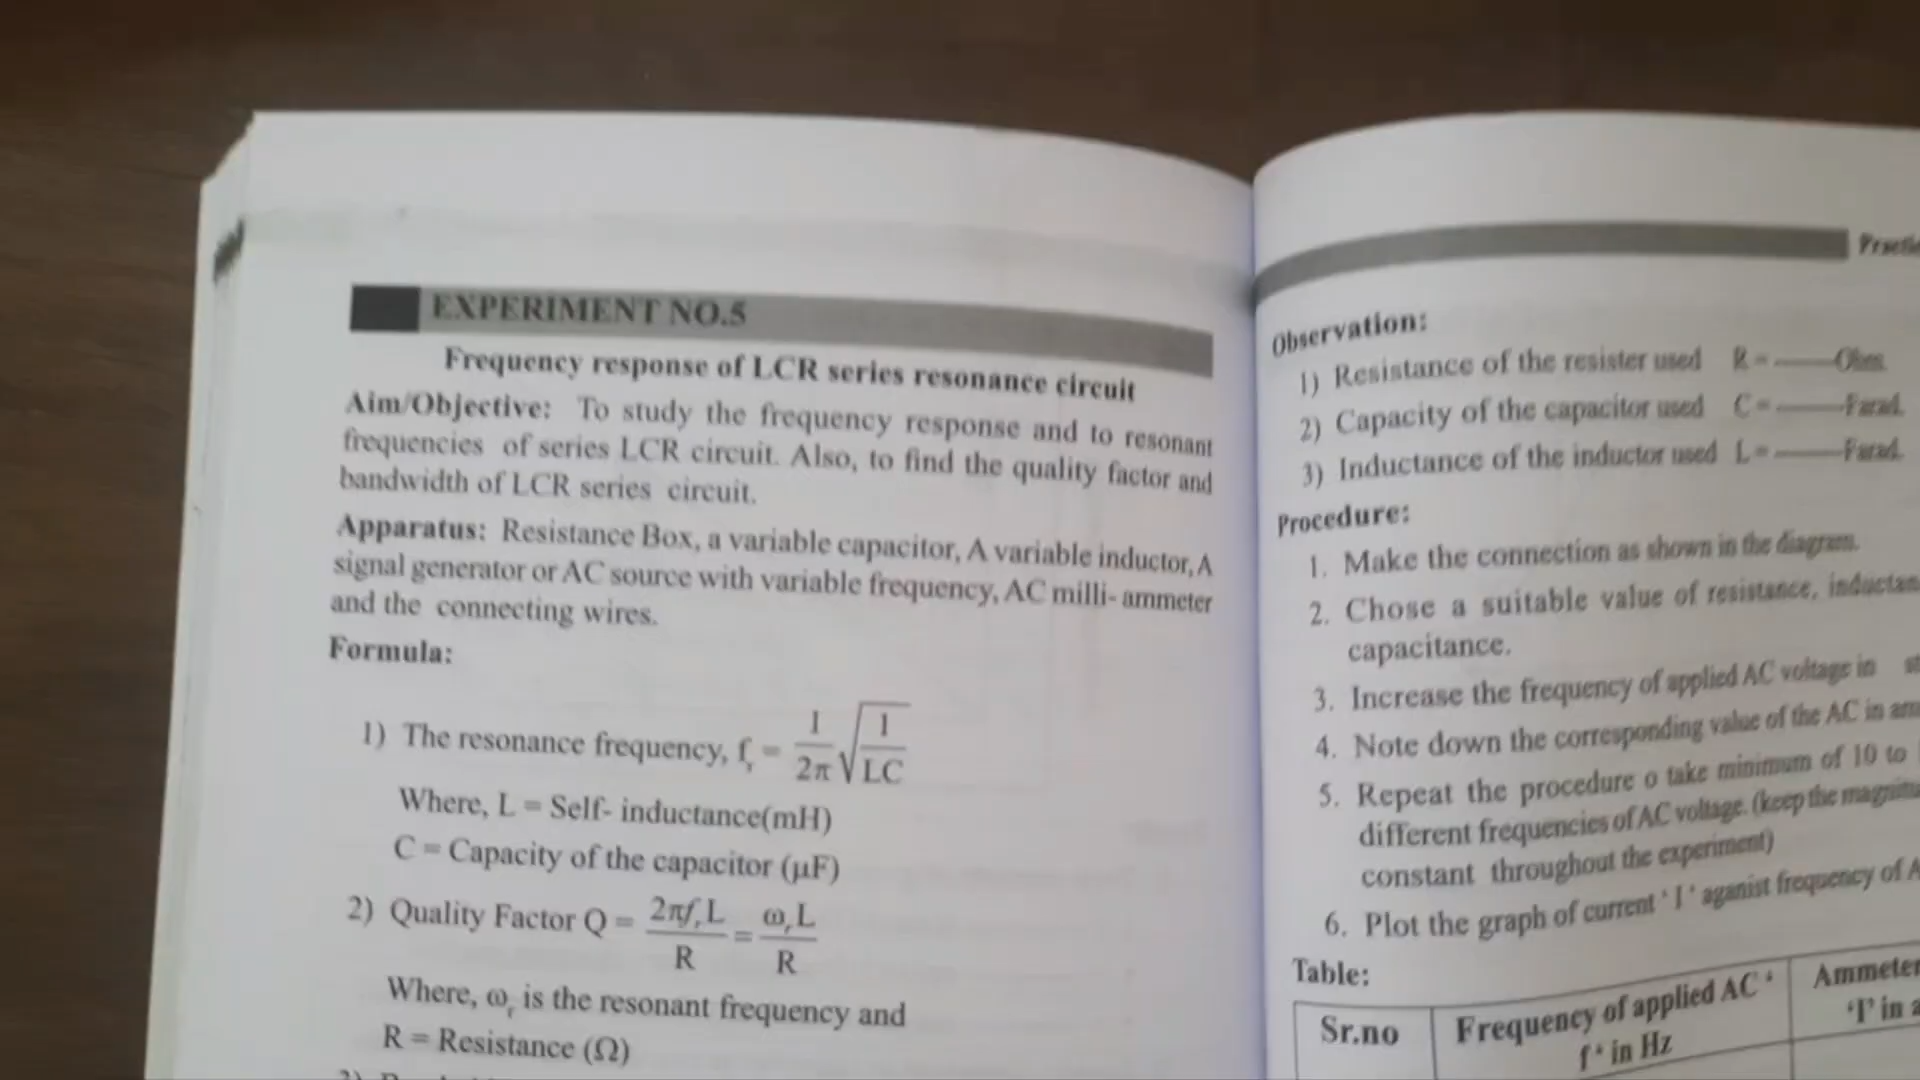 EXPERIMENT NO.5
Frequency response of LCR series resonance circuit
Aim/Objective: To study the frequency response and to resonant
frequencies of series LCR circuit. Also, to find the quality factor and
bandwidth of LCR series circuit.
Apparatus: Resistance Box, a variable capacitor, A variable inductor, A
signal generator or AC source with variable frequency, AC milli- ammeter
and the connecting wires.
Formula:
1) The resonance frequency, fr = 1/2π √1/LC
Where, L = Self- inductance(mH)
C = Capacity of the capacitor (µF)
2) Quality Factor Q = 2πfrL/R = ωrL/R
Where, ωr is the resonant frequency and
R = Resistance (Ω)
Observation:
1) Resistance of the resister used R = —— Ohm.
2) Capacity of the capacitor used C = —— Farad.
3) Inductance of the inductor used L = —— Farad.
Procedure:
1. Make the connection as shown in the diagram.
2. Chose a suitable value of resistance, inductan
capacitance.
3. Increase the frequency of applied AC voltage in st
4. Note down the corresponding value of the AC in am
5. Repeat the procedure o take minimum of 10 to
different frequencies of AC voltage. (keep the magnitu
constant throughout the experiment)
6. Plot the graph of current ' I ' aganist frequency of A
Table:
Sr.no
Frequency of applied AC '
f ' in Hz
Ammeter
'I' in a